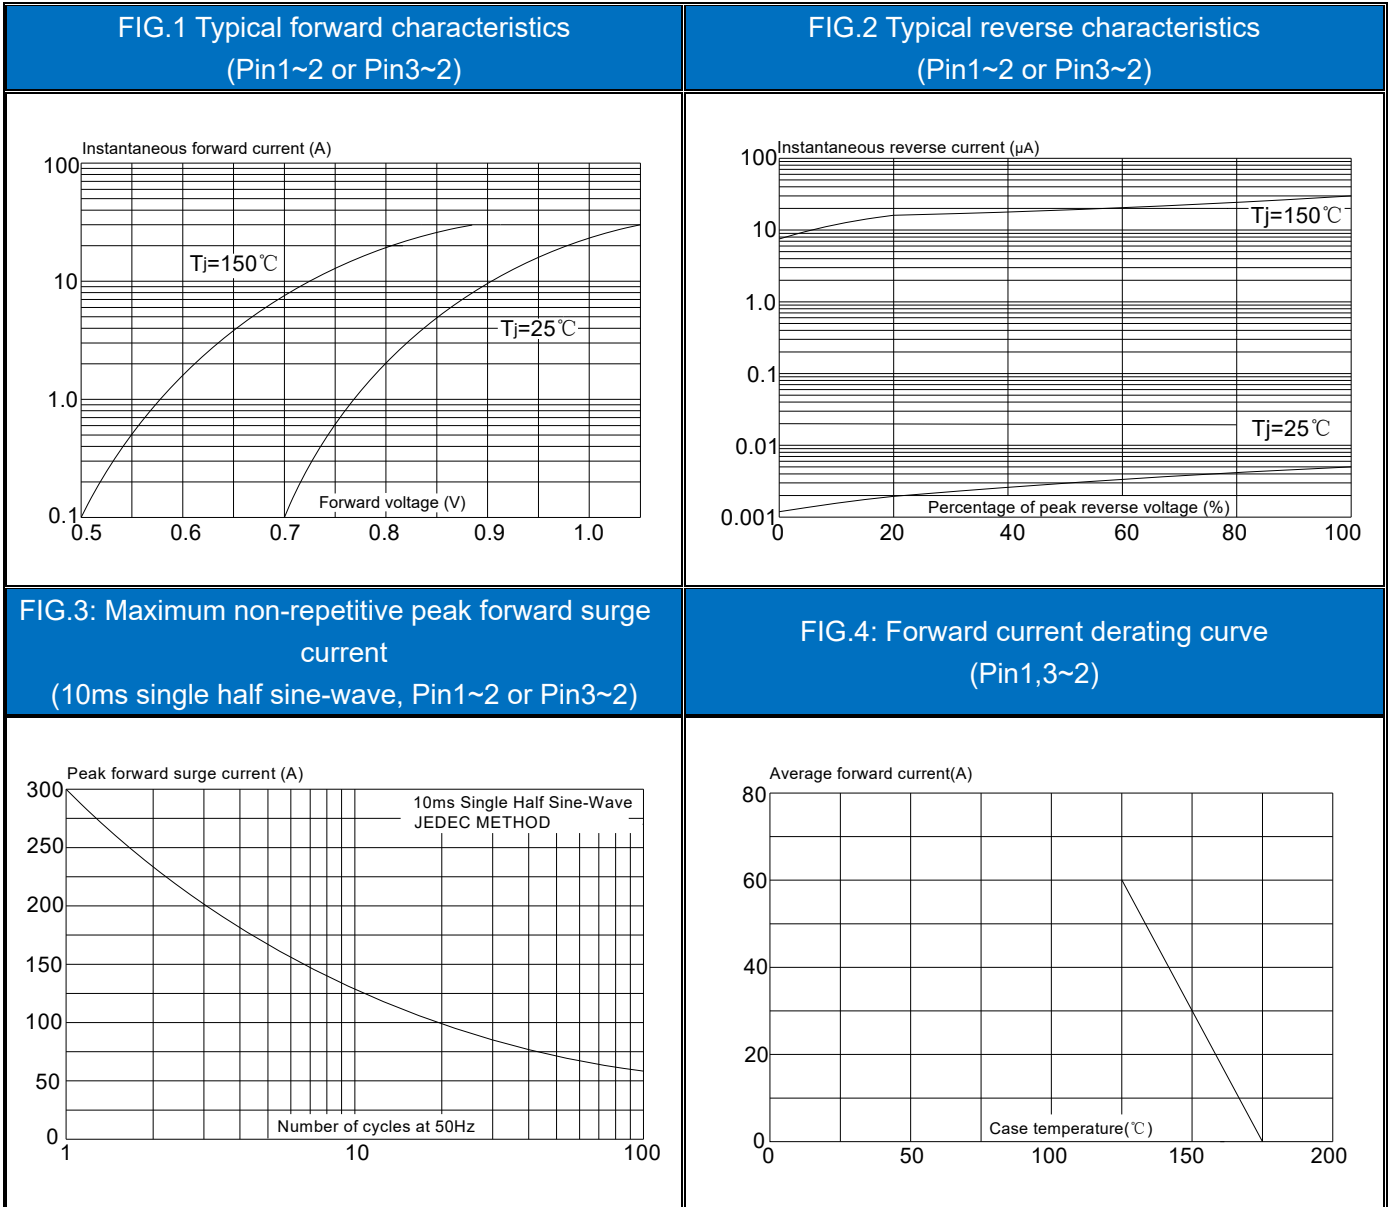 FIG.1 Typical forward characteristics
(Pin1~2 or Pin3~2)
FIG.2 Typical reverse characteristics
(Pin1~2 or Pin3~2)
Instantaneous forward current (A)
100
10
1.0
0.1
Tj=150℃
Tj=25℃
Forward voltage (V)
0.5 0.6 0.7 0.8 0.9 1.0
Instantaneous reverse current (μA)
100
10
1.0
0.1
0.01
0.001
Tj=150℃
Tj=25℃
Percentage of peak reverse voltage (%)
0 20 40 60 80 100
FIG.3: Maximum non-repetitive peak forward surge
current
(10ms single half sine-wave, Pin1~2 or Pin3~2)
FIG.4: Forward current derating curve
(Pin1,3~2)
Peak forward surge current (A)
300
250
200
150
100
50
0
10ms Single Half Sine-Wave
JEDEC METHOD
Number of cycles at 50Hz
1 10 100
Average forward current(A)
80
60
40
20
0
Case temperature(℃)
0 50 100 150 200